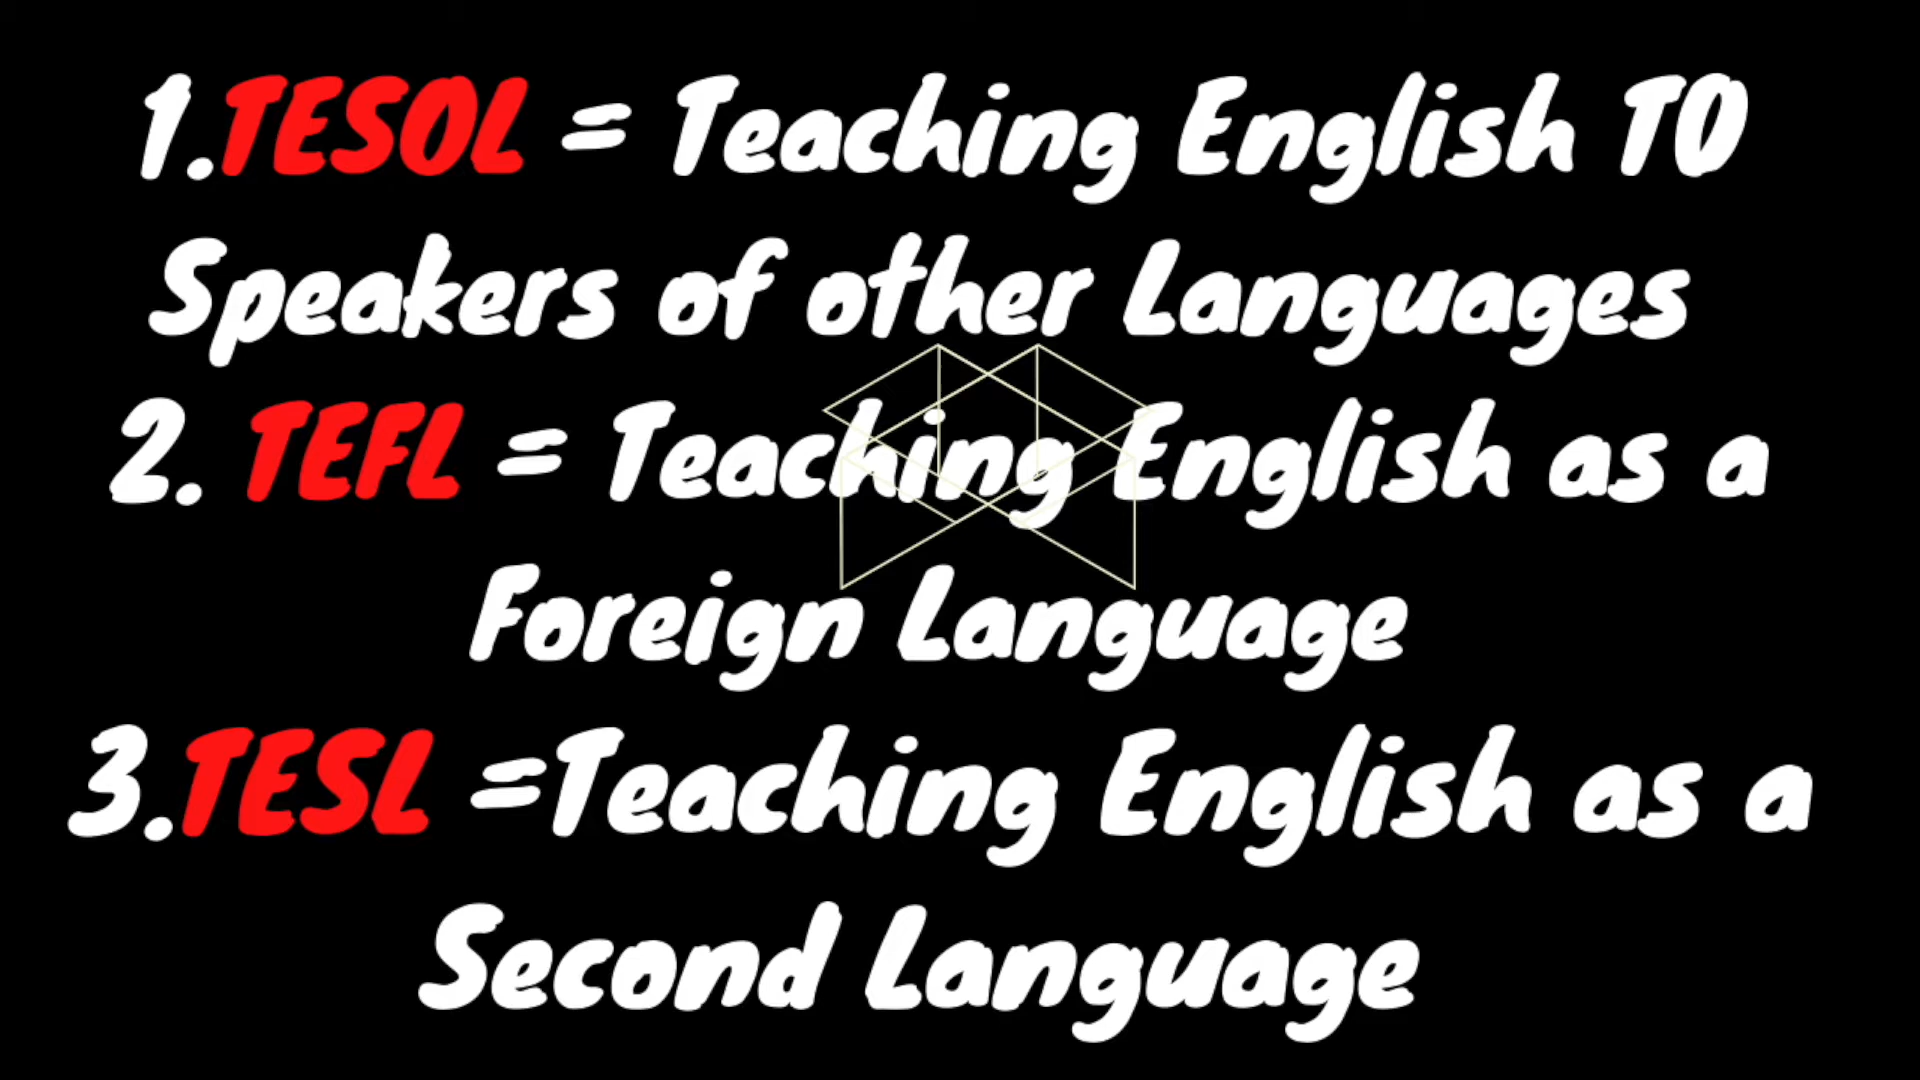 1.TESOL = Teaching English TO
Speakers of other Languages
2. TEFL = Teaching English as a
Foreign Language
3.TESL =Teaching English as a
Second Language